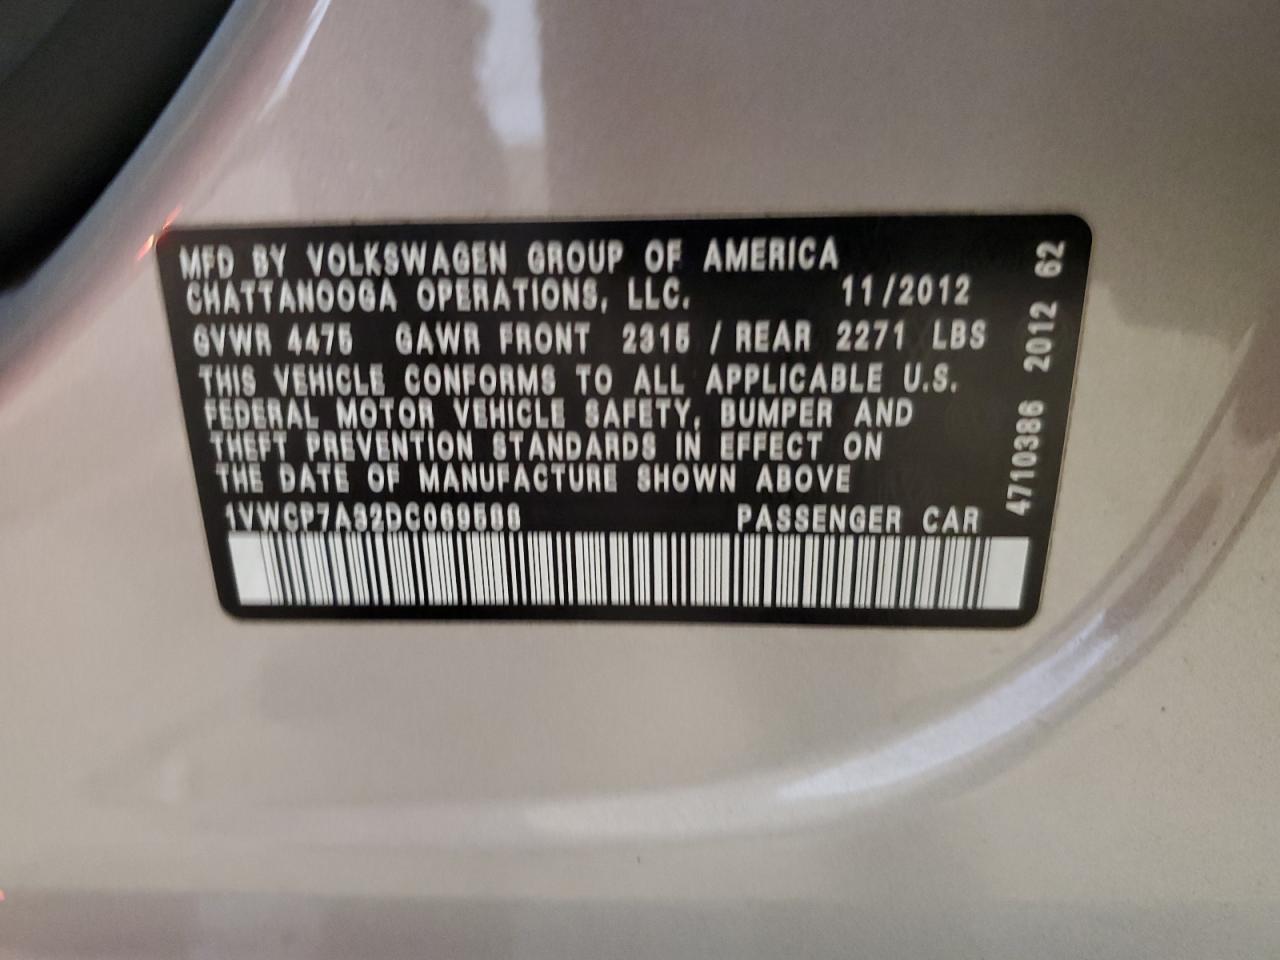 MFD BY VOLKSWAGEN GROUP OF AMERICA
CHATTANOOGA OPERATIONS, LLC. 11/2012
GVWR 4475 GAWR FRONT 2315 / REAR 2271 LBS
THIS VEHICLE CONFORMS TO ALL APPLICABLE U.S.
FEDERAL MOTOR VEHICLE SAFETY, BUMPER AND
THEFT PREVENTION STANDARDS IN EFFECT ON
THE DATE OF MANUFACTURE SHOWN ABOVE
1VWCP7A32DC069588 PASSENGER CAR
4710386 2012 62